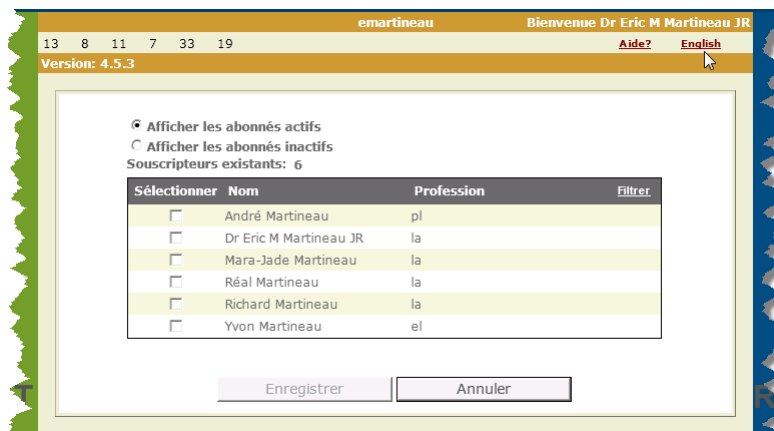 emartineau Bienvenue Dr Eric M Martineau JR
13 8 11 7 33 19 Aide? English
Version: 4.5.3
Afficher les abonnés actifs
Afficher les abonnés inactifs
Souscripteurs existants: 6
Sélectionner Nom Profession Filtrer
André Martineau pl
Dr Eric M Martineau JR la
Mara-Jade Martineau la
Réal Martineau la
Richard Martineau la
Yvon Martineau el
Enregistrer Annuler
T R